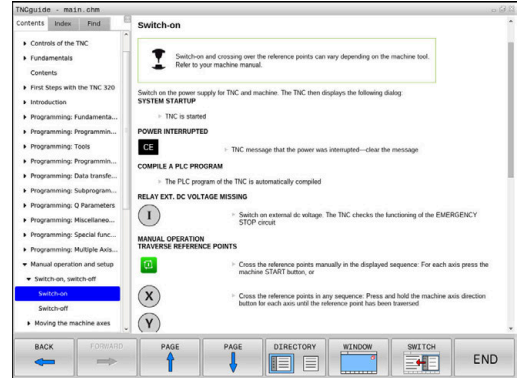 TNCguide - main.chm
Contents Index Find
Controls of the TNC
Fundamentals
Contents
First Steps with the TNC 320
Introduction
Programming: Fundamenta...
Programming: Programmin...
Programming: Tools
Programming: Programmin...
Programming: Data transfe...
Programming: Subprogram...
Programming: Q Parameters
Programming: Miscellaneo...
Programming: Special func...
Programming: Multiple Axis...
Manual operation and setup
Switch-on, switch-off
Switch-on
Switch-off
Moving the machine axes
Switch-on
Switch-on and crossing over the reference points can vary depending on the machine tool.
Refer to your machine manual.
Switch on the power supply for TNC and machine. The TNC then displays the following dialog:
SYSTEM STARTUP
TNC is started
POWER INTERRUPTED
CE
TNC message that the power was interrupted—clear the message
COMPILE A PLC PROGRAM
The PLC program of the TNC is automatically compiled
RELAY EXT. DC VOLTAGE MISSING
I
Switch on external dc voltage. The TNC checks the functioning of the EMERGENCY
STOP circuit
MANUAL OPERATION
TRAVERSE REFERENCE POINTS
Cross the reference points manually in the displayed sequence: For each axis press the
machine START button, or
X
Cross the reference points in any sequence: Press and hold the machine axis direction
button for each axis until the reference point has been traversed
Y
BACK FORWARD PAGE PAGE DIRECTORY WINDOW SWITCH END